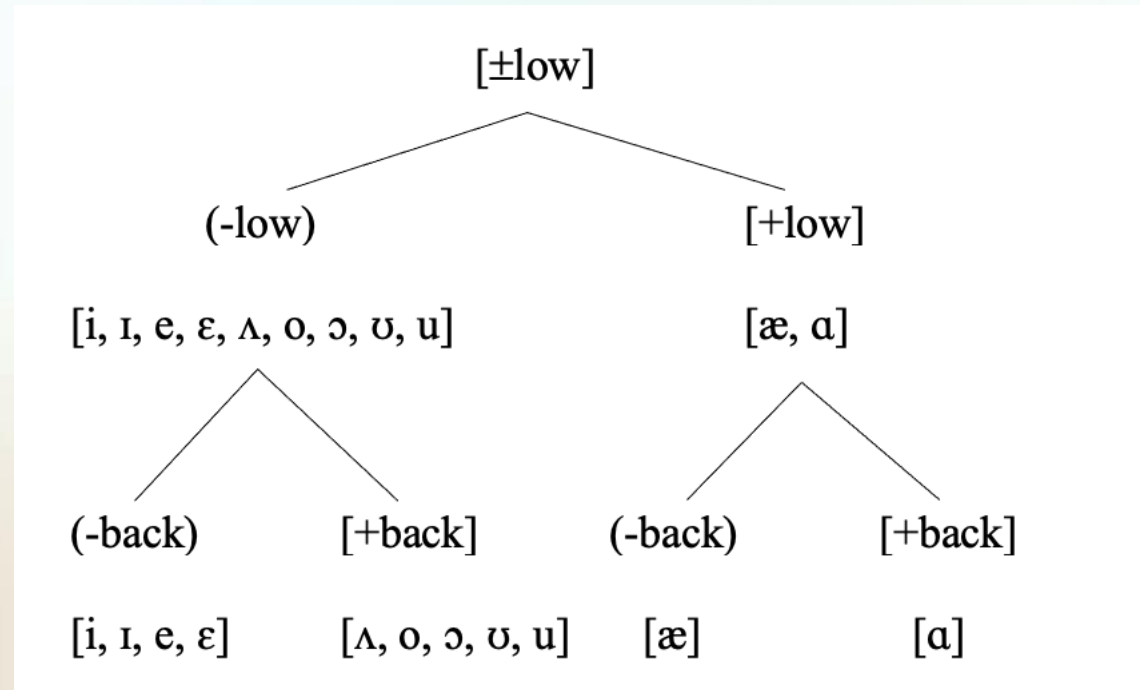 [±low]
(-low) [+low]
[i, ɪ, e, ɛ, ʌ, o, ɔ, ʊ, u] [æ, ɑ]
(-back) [+back] (-back) [+back]
[i, ɪ, e, ɛ] [ʌ, o, ɔ, ʊ, u] [æ] [ɑ]